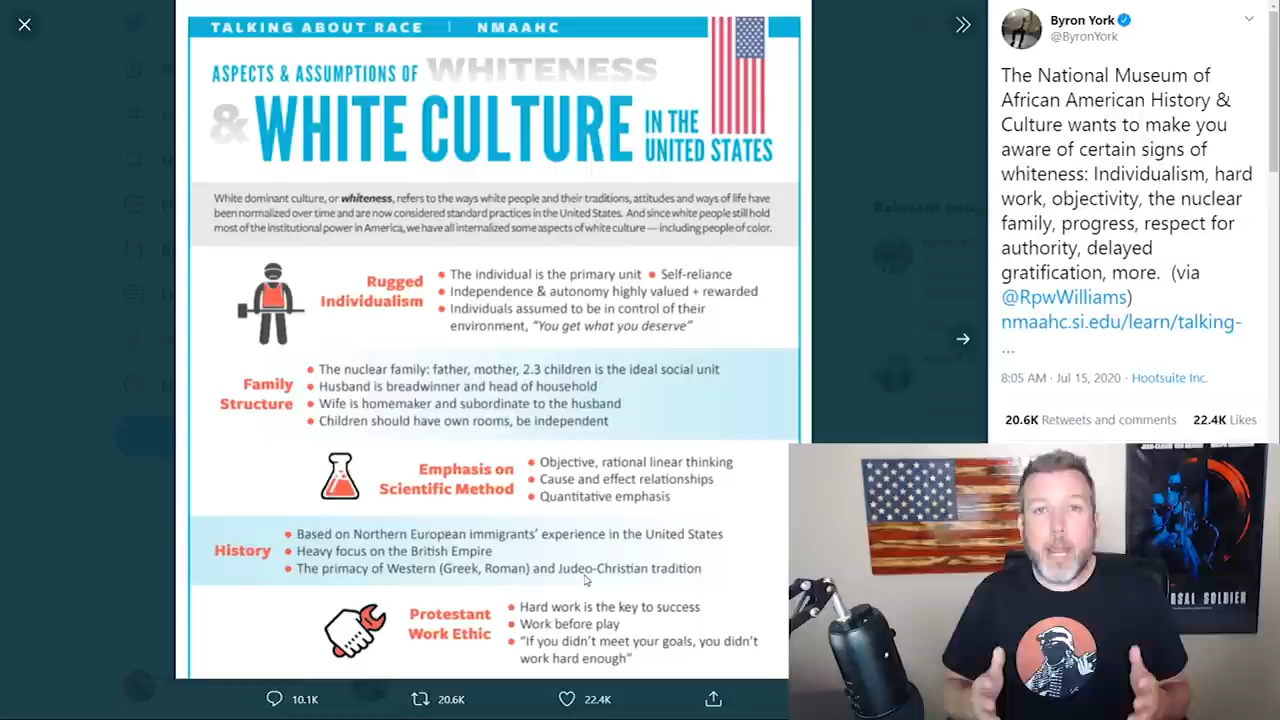 TALKING ABOUT RACE | NMAAHC
ASPECTS & ASSUMPTIONS OF WHITENESS
& WHITE CULTURE IN THE UNITED STATES
White dominant culture, or whiteness, refers to the ways white people and their traditions, attitudes and ways of life have
been normalized over time and are now considered standard practices in the United States. And since white people still hold
most of the institutional power in America, we have all internalized some aspects of white culture — including people of color.
Rugged
Individualism
• The individual is the primary unit • Self-reliance
• Independence & autonomy highly valued + rewarded
• Individuals assumed to be in control of their
environment, "You get what you deserve"
Family
Structure
• The nuclear family: father, mother, 2.3 children is the ideal social unit
• Husband is breadwinner and head of household
• Wife is homemaker and subordinate to the husband
• Children should have own rooms, be independent
Emphasis on
Scientific Method
• Objective, rational linear thinking
• Cause and effect relationships
• Quantitative emphasis
History
• Based on Northern European immigrants' experience in the United States
• Heavy focus on the British Empire
• The primacy of Western (Greek, Roman) and Judeo-Christian tradition
Protestant
Work Ethic
• Hard work is the key to success
• Work before play
• "If you didn't meet your goals, you didn't
work hard enough"
10.1K
20.6K
22.4K
Byron York
@ByronYork
The National Museum of
African American History &
Culture wants to make you
aware of certain signs of
whiteness: Individualism, hard
work, objectivity, the nuclear
family, progress, respect for
authority, delayed
gratification, more. (via
@RpwWilliams)
nmaahc.si.edu/learn/talking-
...
8:05 AM · Jul 15, 2020 · Hootsuite Inc.
20.6K Retweets and comments 22.4K Likes
SOLDIER